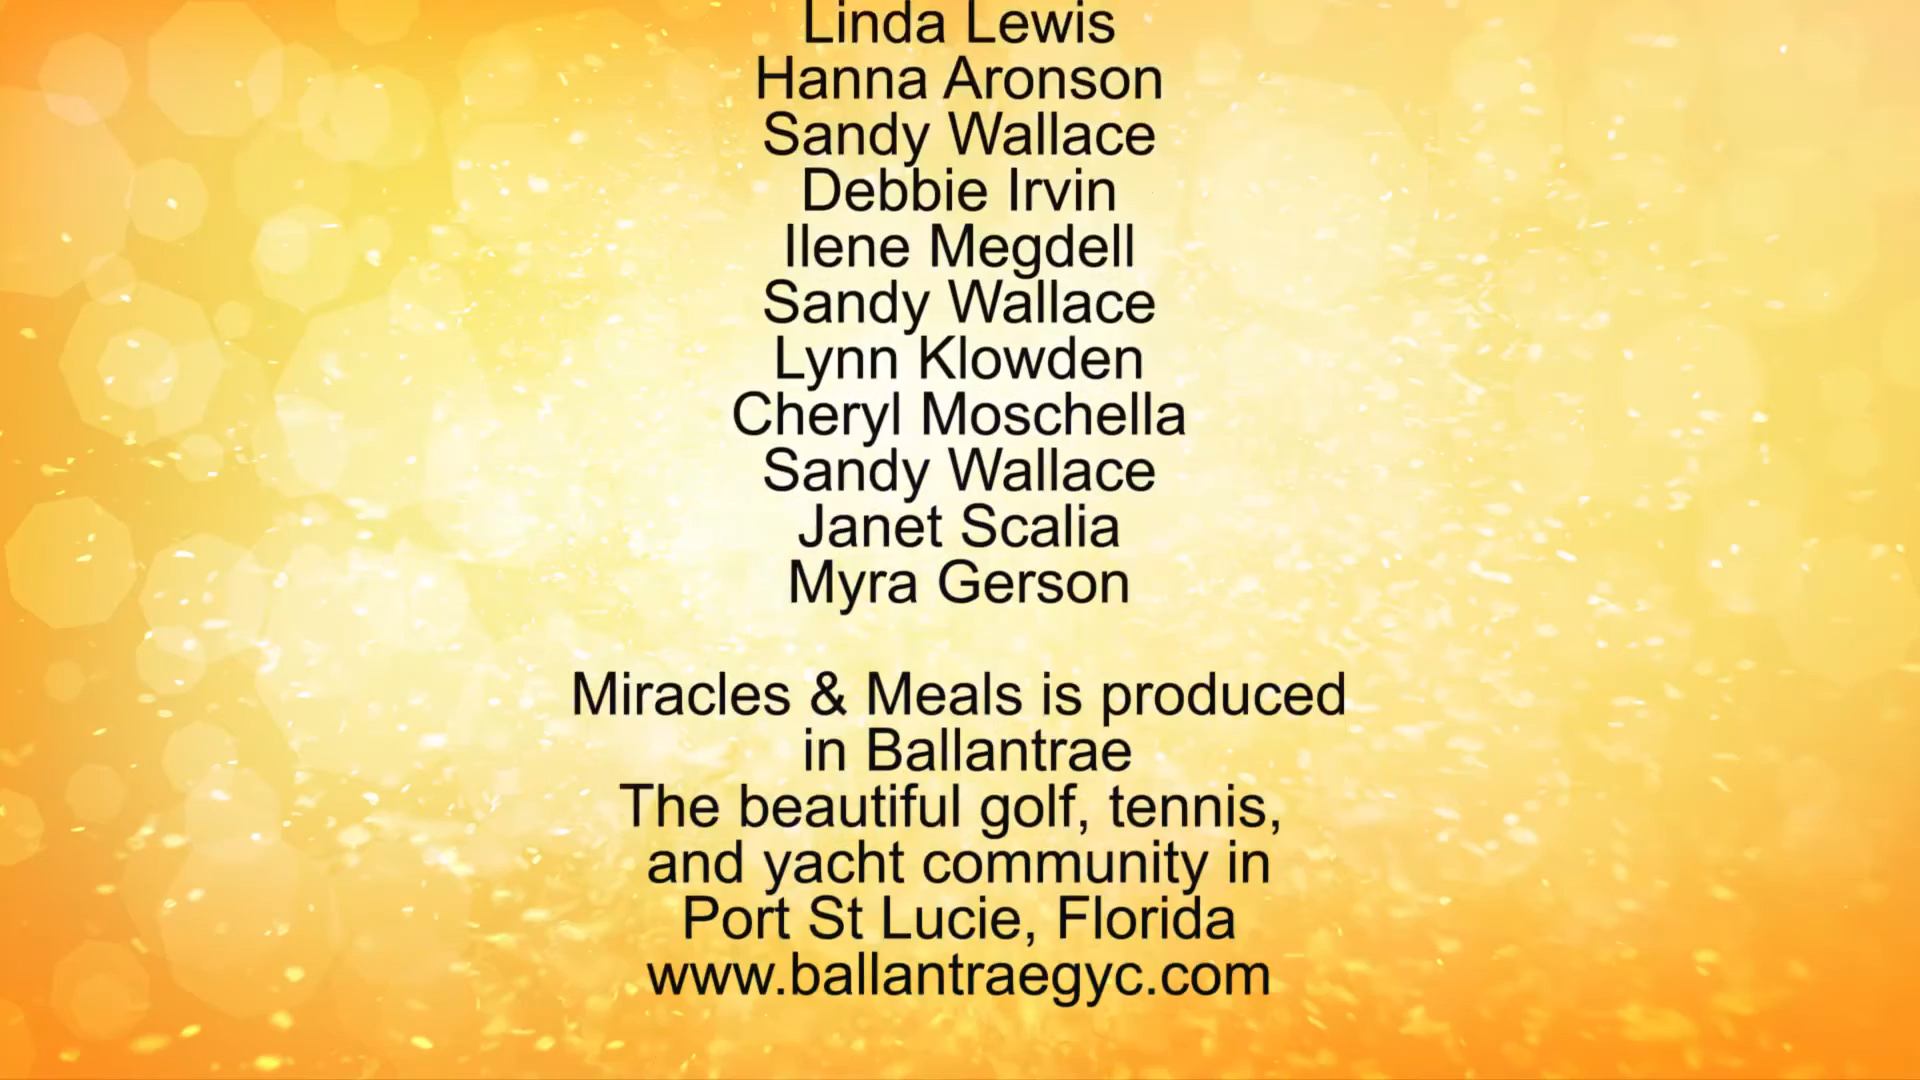 Linda Lewis
Hanna Aronson
Sandy Wallace
Debbie Irvin
Ilene Megdell
Sandy Wallace
Lynn Klowden
Cheryl Moschella
Sandy Wallace
Janet Scalia
Myra Gerson
Miracles & Meals is produced
in Ballantrae
The beautiful golf, tennis,
and yacht community in
Port St Lucie, Florida
www.ballantraegyc.com